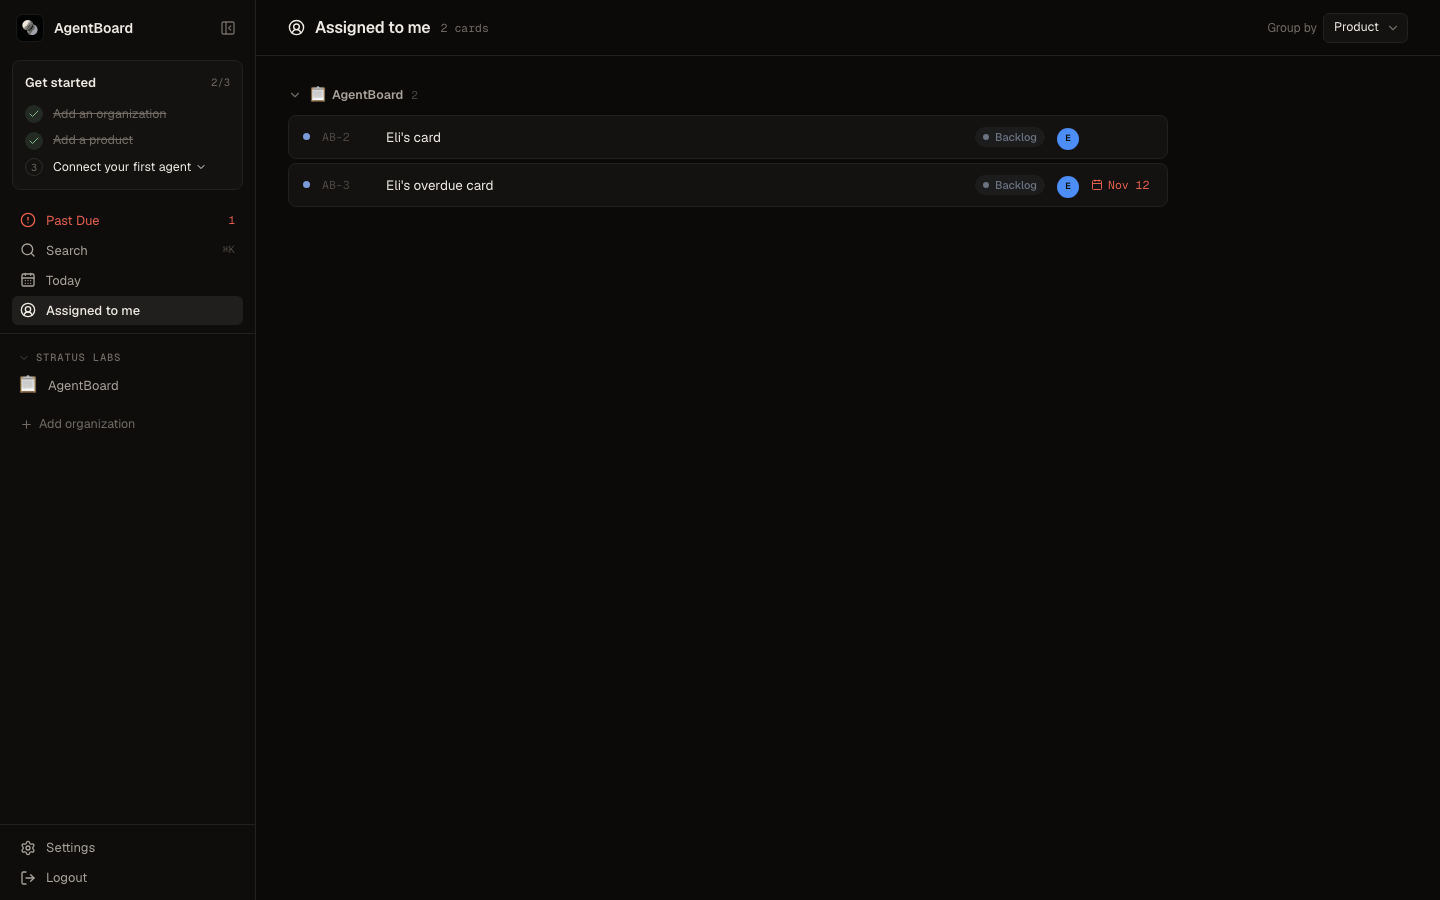 AgentBoard
Get started 2/3
Add an organization
Add a product
3 Connect your first agent
Past Due 1
Search ⌘K
Today
Assigned to me
STRATUS LABS
AgentBoard
Add organization
Settings
Logout
Assigned to me 2 cards
Group by Product
AgentBoard 2
AB-2 Eli's card Backlog E
AB-3 Eli's overdue card Backlog E Nov 12